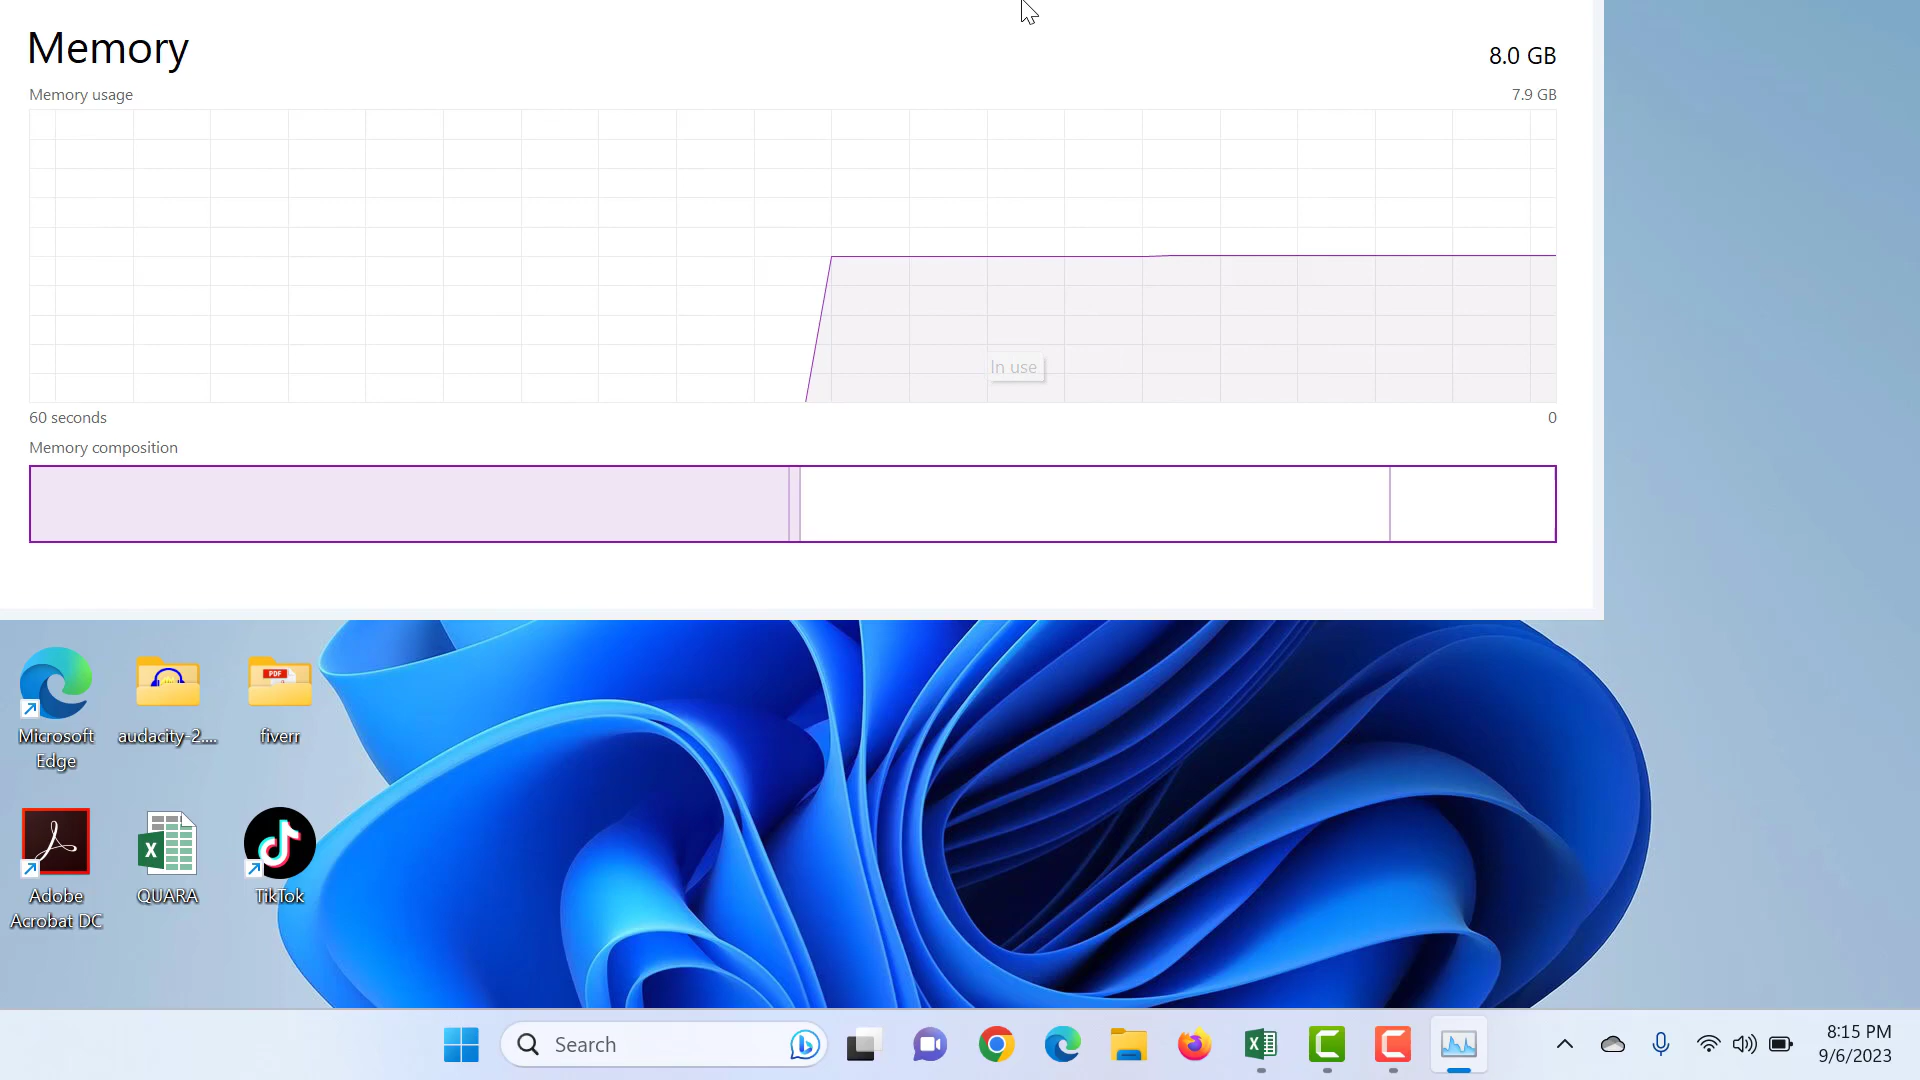 Memory
8.0 GB
Memory usage
7.9 GB
In use
60 seconds
0
Memory composition
Microsoft
Edge
audacity-2....
PDF
fiverr
Adobe
Acrobat DC
X
QUARA
TikTok
Search
8:15 PM
9/6/2023